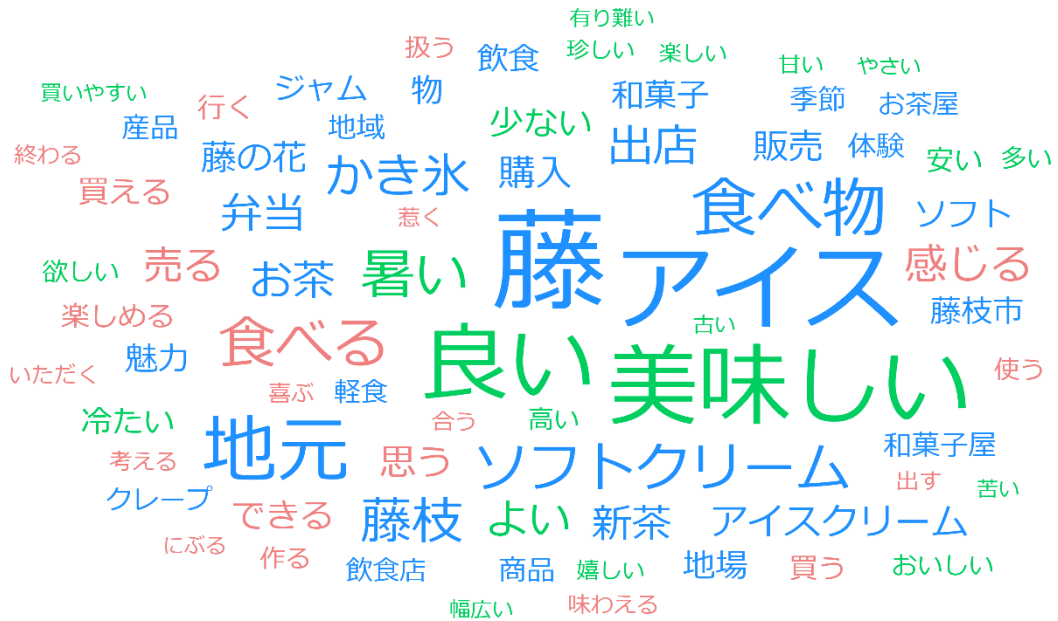 有り難い
扱う 飲食 珍しい 楽しい 甘い やさい
買いやすい 行く ジャム 物 和菓子 季節 お茶屋
産品 地域 少ない 出店 販売 体験
終わる 藤の花 かき氷 購入 安い 多い
買える 弁当 惹く 藤 食べ物 ソフト
欲しい 売る お茶 暑い アイス 感じる
楽しめる 食べる 古い 藤枝市
いただく 魅力 喜ぶ 軽食 良い 美味しい 使う
冷たい 地元 合う 高い 和菓子屋
考える 思う ソフトクリーム 出す 苦い
クレープ できる 藤枝 よい 新茶 アイスクリーム
にぶる 作る 飲食店 商品 嬉しい 地場 買う おいしい
幅広い 味わえる